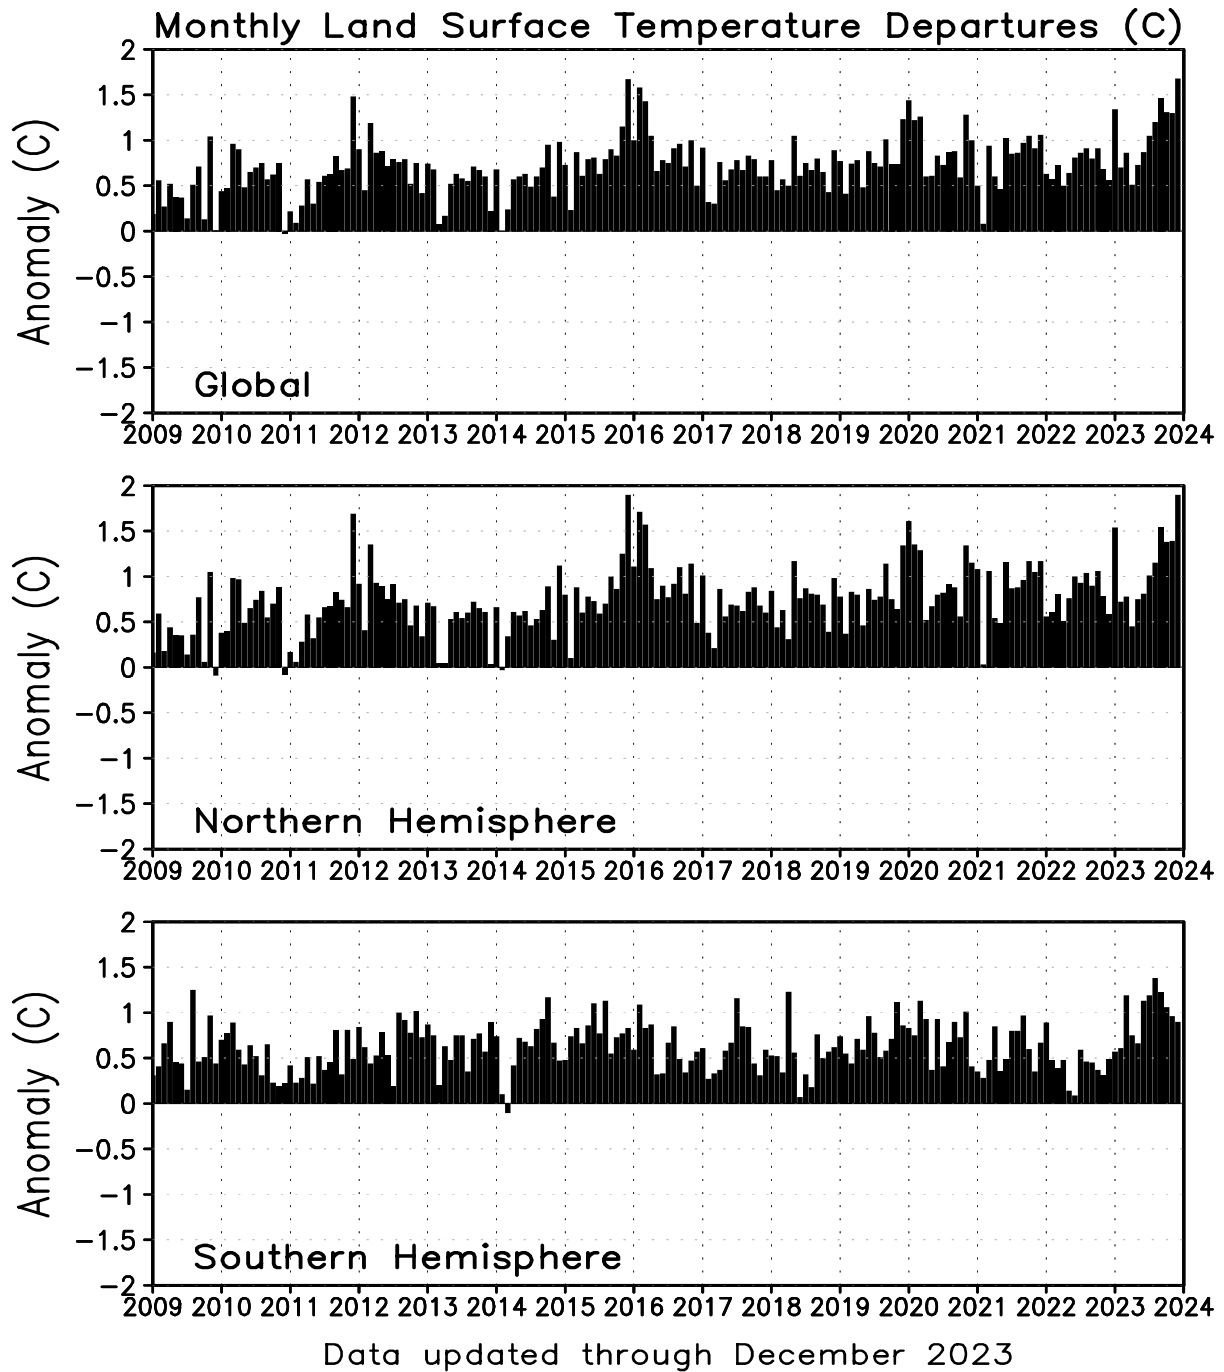 Monthly Land Surface Temperature Departures (C)
Anomaly (C)
2
1.5
1
0.5
0
−0.5
−1
−1.5
−2
Global
2009 2010 2011 2012 2013 2014 2015 2016 2017 2018 2019 2020 2021 2022 2023 2024
Anomaly (C)
2
1.5
1
0.5
0
−0.5
−1
−1.5
−2
Northern Hemisphere
2009 2010 2011 2012 2013 2014 2015 2016 2017 2018 2019 2020 2021 2022 2023 2024
Anomaly (C)
2
1.5
1
0.5
0
−0.5
−1
−1.5
−2
Southern Hemisphere
2009 2010 2011 2012 2013 2014 2015 2016 2017 2018 2019 2020 2021 2022 2023 2024
Data updated through December 2023